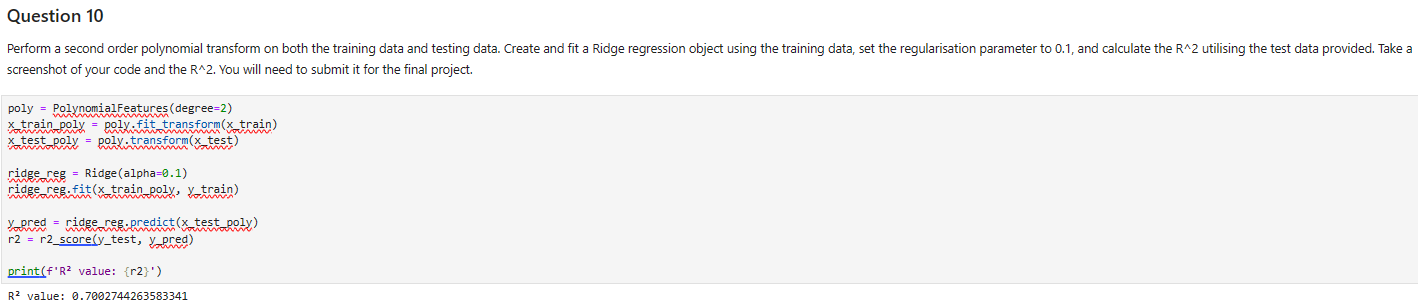 Question 10
Perform a second order polynomial transform on both the training data and testing data. Create and fit a Ridge regression object using the training data, set the regularisation parameter to 0.1, and calculate the R^2 utilising the test data provided. Take a
screenshot of your code and the R^2. You will need to submit it for the final project.
poly = PolynomialFeatures(degree=2)
x_train_poly = poly.fit_transform(x_train)
x_test_poly = poly.transform(x_test)
ridge_reg = Ridge(alpha=0.1)
ridge_reg.fit(x_train_poly, y_train)
y_pred = ridge_reg.predict(x_test_poly)
r2 = r2_score(y_test, y_pred)
print(f'R² value: {r2}')
R² value: 0.7002744263583341